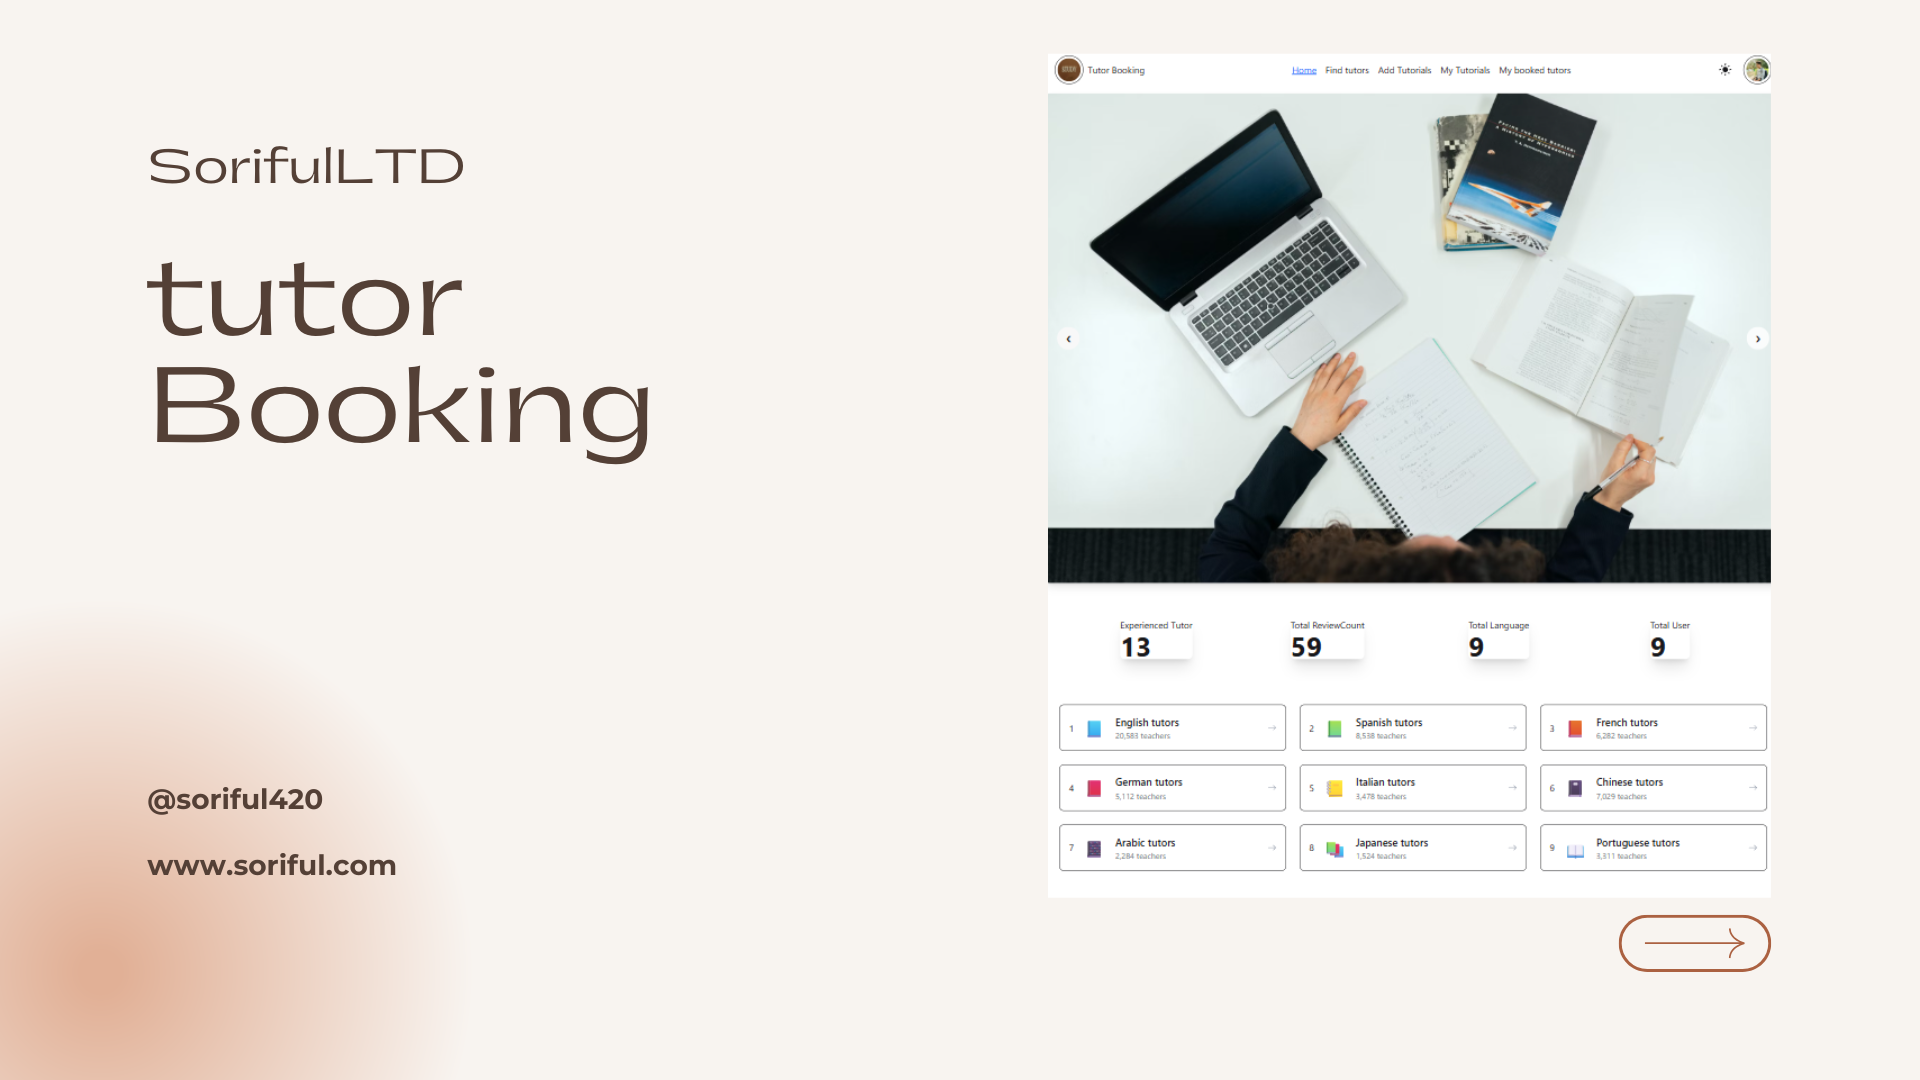 SorifulLTD
tutor
Booking
@soriful420
www.soriful.com
Tutor Booking
Home Find tutors Add Tutorials My Tutorials My booked tutors
‹ ›
Experienced Tutor Total ReviewCount Total Language Total User
13 59 9 9
1 English tutors → 2 Spanish tutors → 3 French tutors →
20,583 teachers 8,538 teachers 6,282 teachers
4 German tutors → 5 Italian tutors → 6 Chinese tutors →
5,112 teachers 3,478 teachers 7,029 teachers
7 Arabic tutors → 8 Japanese tutors → 9 Portuguese tutors →
2,284 teachers 1,524 teachers 3,311 teachers